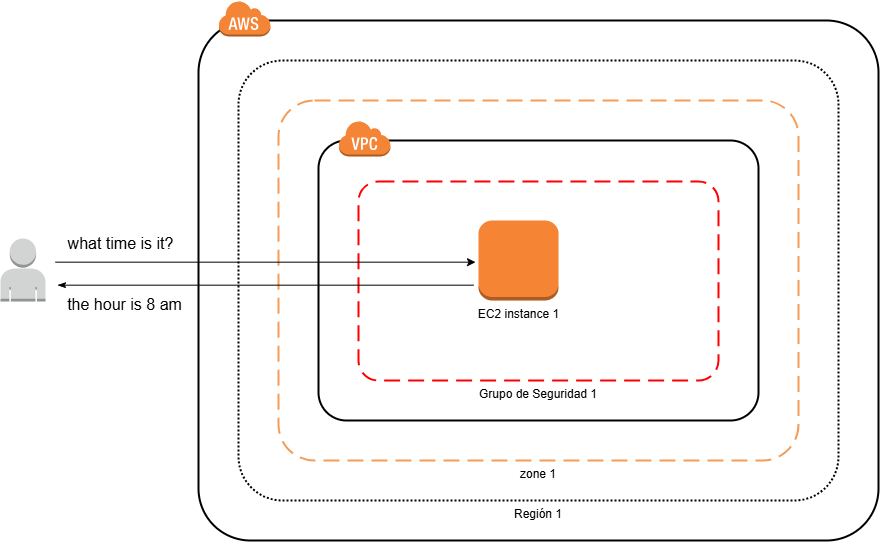 AWS
VPC
what time is it?
the hour is 8 am
EC2 instance 1
Grupo de Seguridad 1
zone 1
Región 1